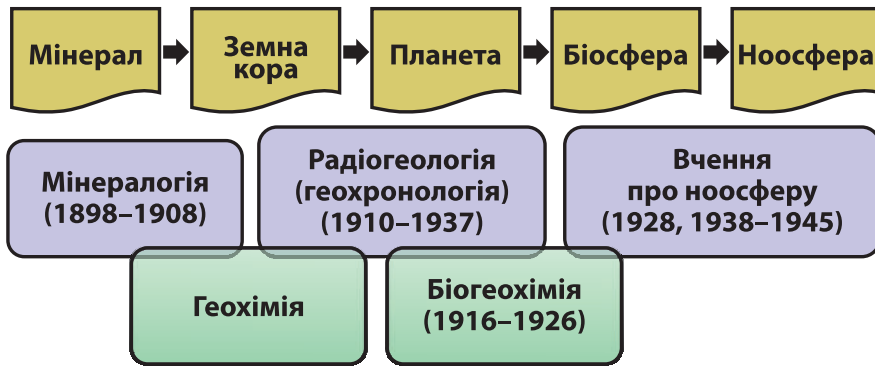 Мінерал
Земна
кора
Планета
Біосфера
Ноосфера
Мінералогія
(1898–1908)
Радіогеологія
(геохронологія)
(1910–1937)
Вчення
про ноосферу
(1928, 1938–1945)
Геохімія
Біогеохімія
(1916–1926)